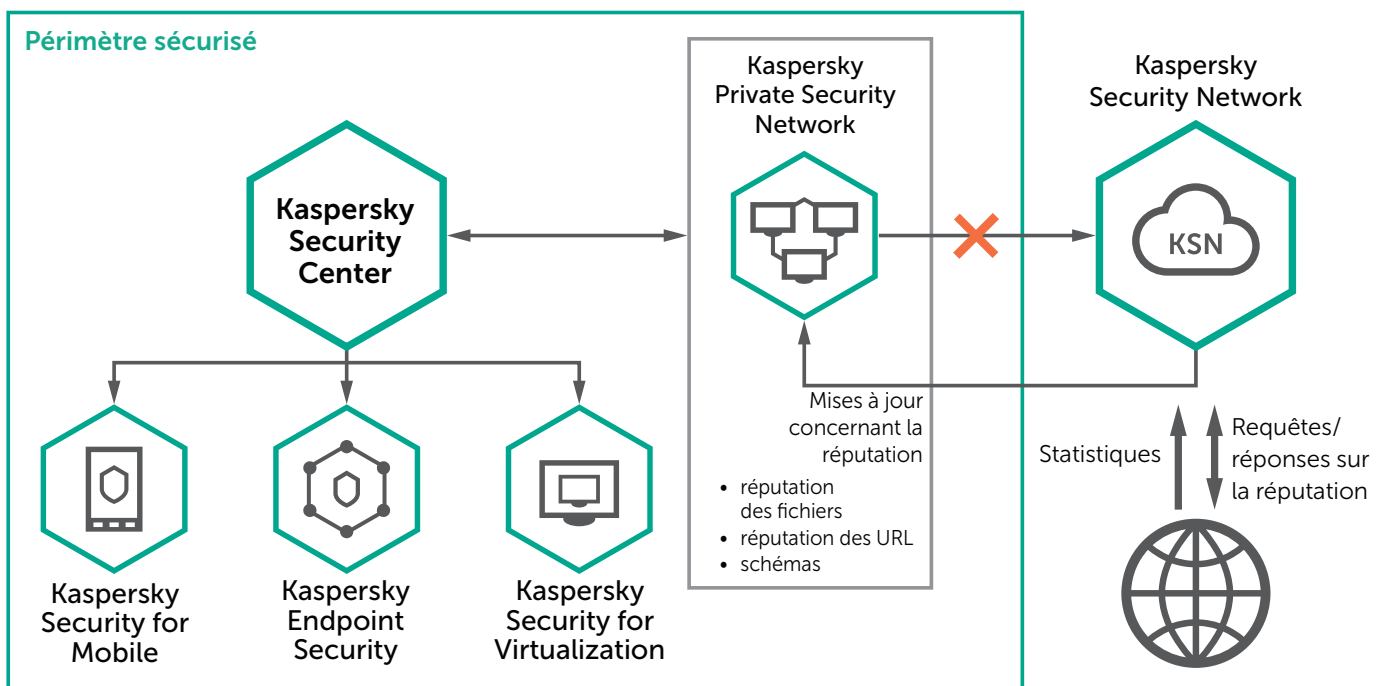 Périmètre sécurisé
Kaspersky
Private Security
Network
Kaspersky
Security Network
Kaspersky
Security
Center
KSN
Mises à jour
concernant la
réputation
• réputation
des fichiers
• réputation des URL
• schémas
Statistiques
Requêtes/
réponses sur
la réputation
Kaspersky
Security for
Mobile
Kaspersky
Endpoint
Security
Kaspersky
Security for
Virtualization